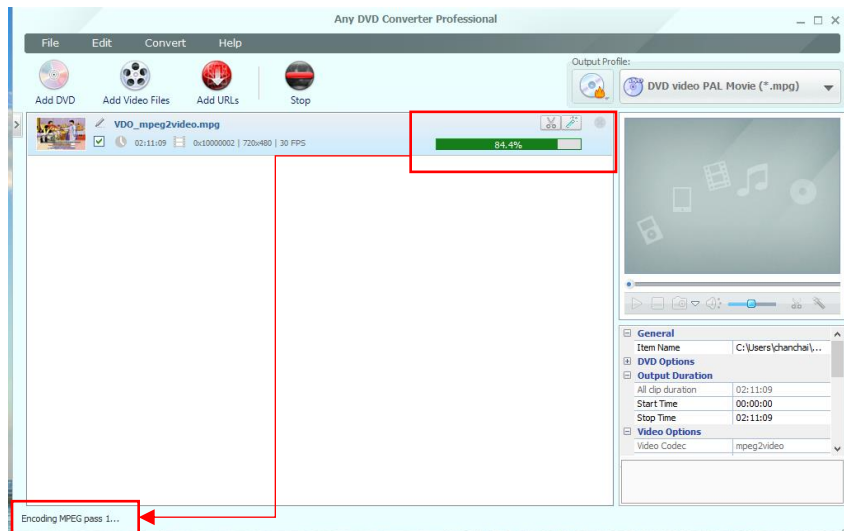 Any DVD Converter Professional
File Edit Convert Help
Add DVD Add Video Files Add URLs Stop
Output Profile:
DVD video PAL Movie (*.mpg)
VDO_mpeg2video.mpg
02:11:09 0x10000002 | 720x480 | 30 FPS
84.4%
General
Item Name C:\Users\chanchai\,...
DVD Options
Output Duration
All clip duration 02:11:09
Start Time 00:00:00
Stop Time 02:11:09
Video Options
Video Codec mpeg2video
Encoding MPEG pass 1...